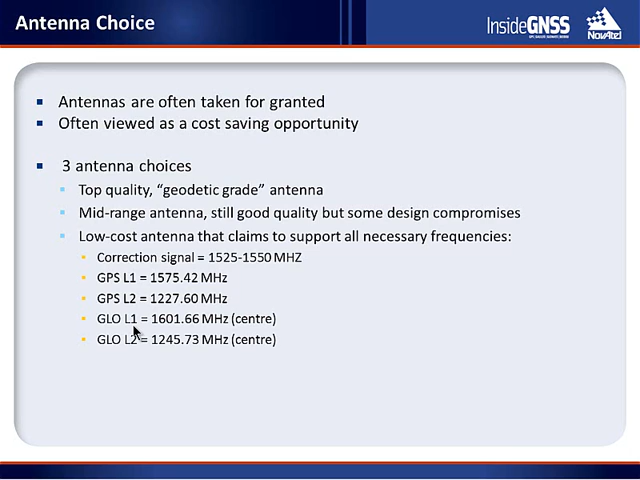 Antenna Choice
InsideGNSS
NovAtel
Antennas are often taken for granted
Often viewed as a cost saving opportunity
3 antenna choices
Top quality, “geodetic grade” antenna
Mid-range antenna, still good quality but some design compromises
Low-cost antenna that claims to support all necessary frequencies:
Correction signal = 1525-1550 MHZ
GPS L1 = 1575.42 MHz
GPS L2 = 1227.60 MHz
GLO L1 = 1601.66 MHz (centre)
GLO L2 = 1245.73 MHz (centre)